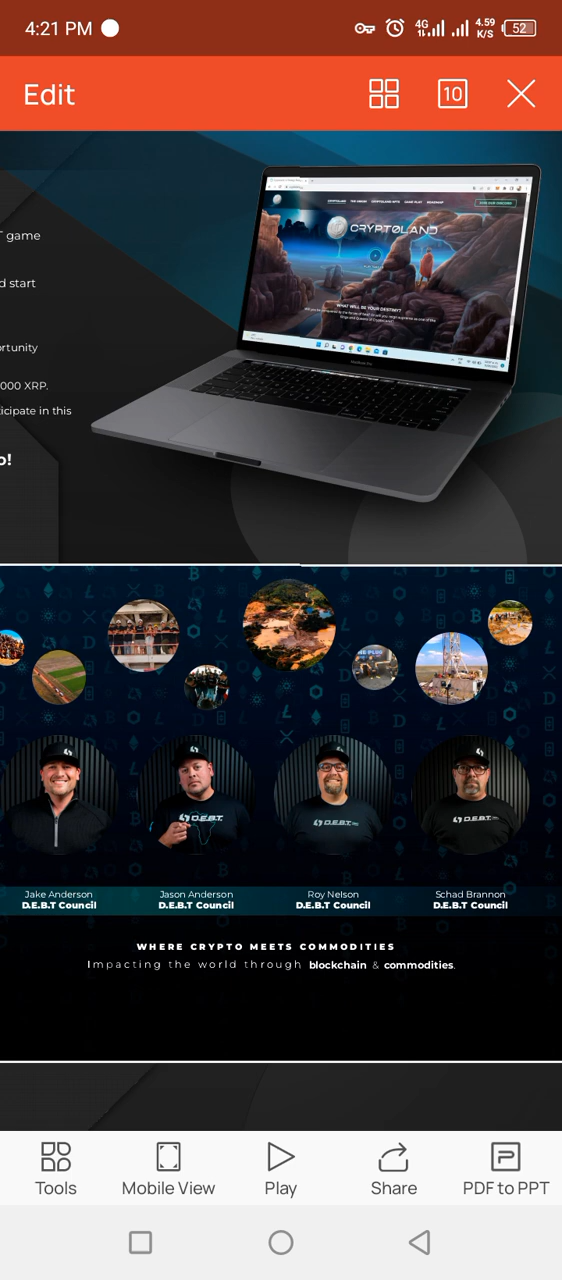 4:21 PM
4G
4.59
K/S
52
Edit
10
T game
d start
ortunity
000 XRP.
icipate in this
o!
CRYPTOLAND
WHAT WILL BE YOUR DESTINY?
THE PLUG
D.E.B.T.
D.E.B.T.
D.E.B.T.
Jake Anderson
D.E.B.T Council
Jason Anderson
D.E.B.T Council
Roy Nelson
D.E.B.T Council
Schad Brannon
D.E.B.T Council
WHERE CRYPTO MEETS COMMODITIES
Impacting the world through blockchain & commodities.
Tools
Mobile View
Play
Share
PDF to PPT